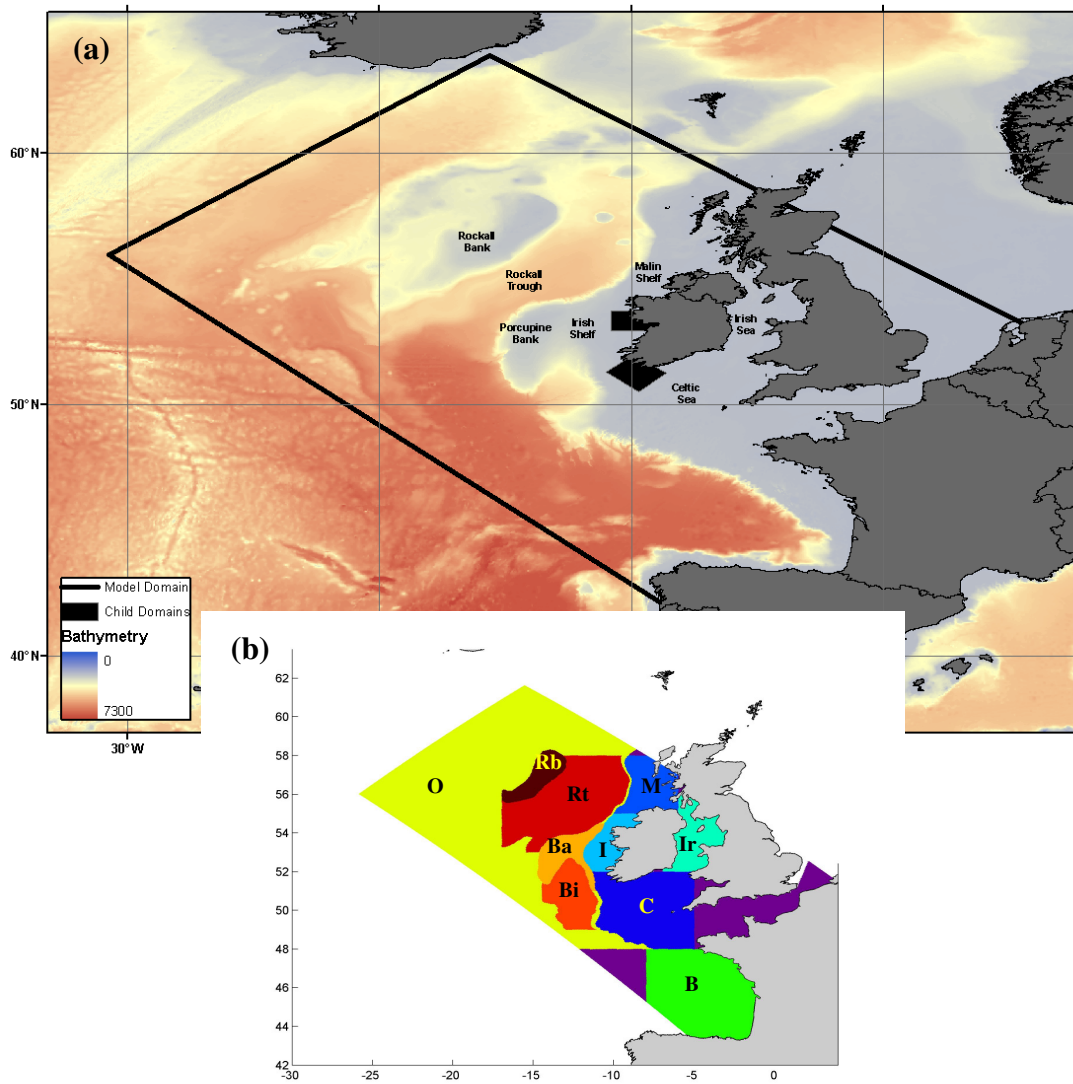 (a)
60°N
50°N
40°N
30°W
Rockall
Bank
Rockall
Trough
Malin
Shelf
Porcupine
Bank
Irish
Shelf
Irish
Sea
Celtic
Sea
Model Domain
Child Domains
Bathymetry
0
7300
(b)
62
60
58
56
54
52
50
48
46
44
42
-30
-25
-20
-15
-10
-5
0
O
Rb
Rt
M
Ba
I
Ir
Bi
C
B